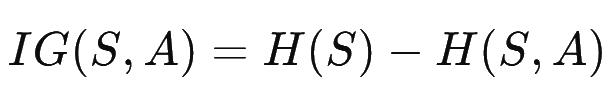 IG(S, A) = H(S) − H(S, A)